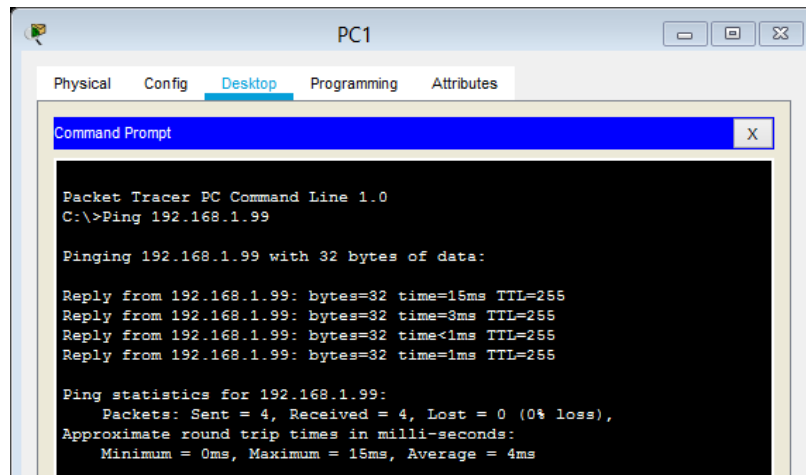 PC1
Physical Config Desktop Programming Attributes
Command Prompt X
Packet Tracer PC Command Line 1.0
C:\>Ping 192.168.1.99
Pinging 192.168.1.99 with 32 bytes of data:
Reply from 192.168.1.99: bytes=32 time=15ms TTL=255
Reply from 192.168.1.99: bytes=32 time=3ms TTL=255
Reply from 192.168.1.99: bytes=32 time<1ms TTL=255
Reply from 192.168.1.99: bytes=32 time=1ms TTL=255
Ping statistics for 192.168.1.99:
Packets: Sent = 4, Received = 4, Lost = 0 (0% loss),
Approximate round trip times in milli-seconds:
Minimum = 0ms, Maximum = 15ms, Average = 4ms